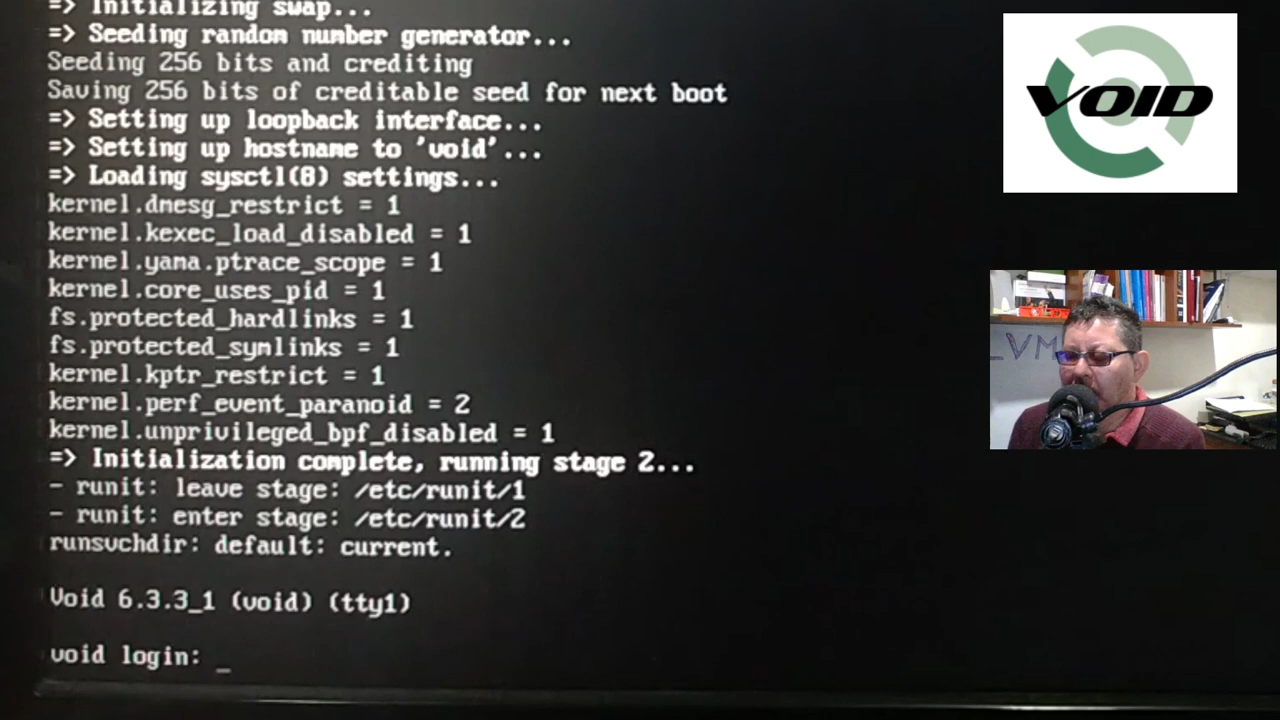 => Initializing swap...
=> Seeding random number generator...
Seeding 256 bits and crediting
Saving 256 bits of creditable seed for next boot
=> Setting up loopback interface...
=> Setting up hostname to 'void'...
=> Loading sysctl(8) settings...
kernel.dmesg_restrict = 1
kernel.kexec_load_disabled = 1
kernel.yama.ptrace_scope = 1
kernel.core_uses_pid = 1
fs.protected_hardlinks = 1
fs.protected_symlinks = 1
kernel.kptr_restrict = 1
kernel.perf_event_paranoid = 2
kernel.unprivileged_bpf_disabled = 1
=> Initialization complete, running stage 2...
- runit: leave stage: /etc/runit/1
- runit: enter stage: /etc/runit/2
runsvchdir: default: current.
Void 6.3.3_1 (void) (tty1)
void login: _
VOID
_VM